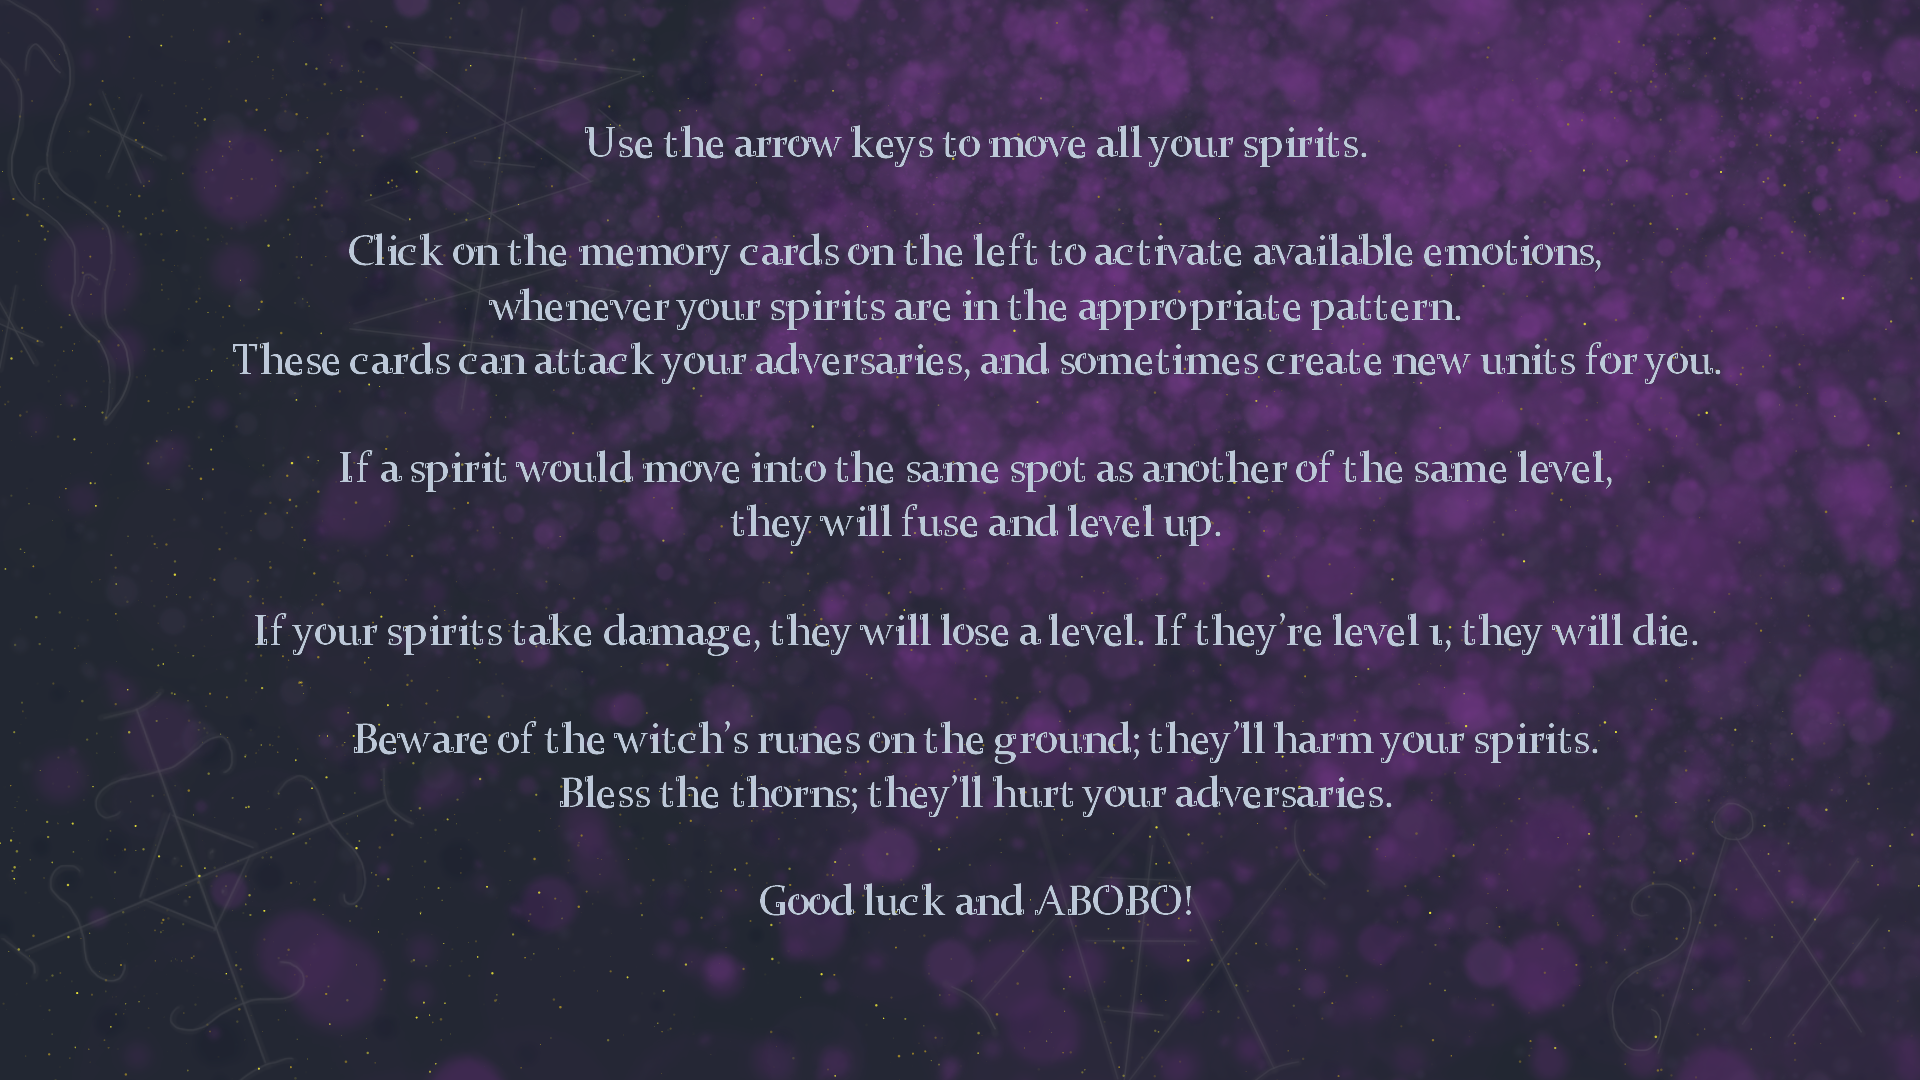 Use the arrow keys to move all your spirits.
Click on the memory cards on the left to activate available emotions,
whenever your spirits are in the appropriate pattern.
These cards can attack your adversaries, and sometimes create new units for you.
If a spirit would move into the same spot as another of the same level,
they will fuse and level up.
If your spirits take damage, they will lose a level. If they're level 1, they will die.
Beware of the witch's runes on the ground; they'll harm your spirits.
Bless the thorns; they'll hurt your adversaries.
Good luck and ABOBO!